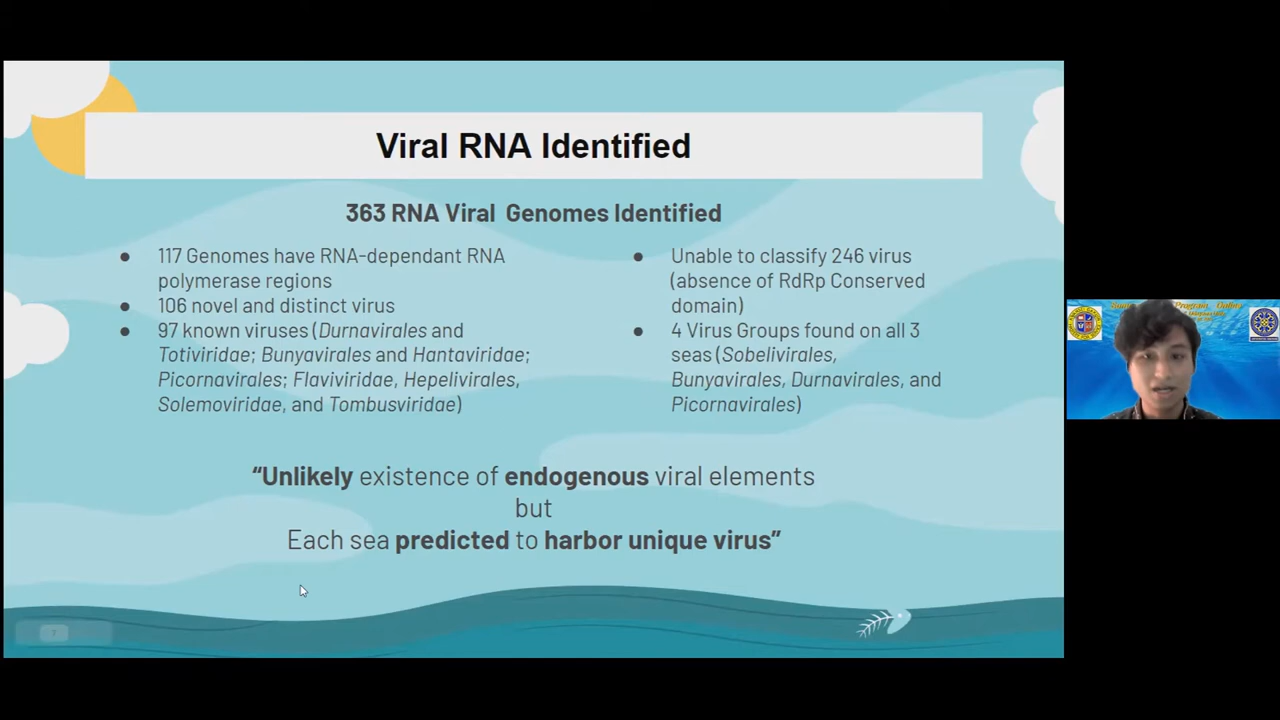 Viral RNA Identified
363 RNA Viral Genomes Identified
● 117 Genomes have RNA-dependant RNA
polymerase regions
● 106 novel and distinct virus
● 97 known viruses (Durnavirales and
Totiviridae; Bunyavirales and Hantaviridae;
Picornavirales; Flaviviridae, Hepelivirales,
Solemoviridae, and Tombusviridae)
● Unable to classify 246 virus
(absence of RdRp Conserved
domain)
● 4 Virus Groups found on all 3
seas (Sobelivirales,
Bunyavirales, Durnavirales, and
Picornavirales)
“Unlikely existence of endogenous viral elements
but
Each sea predicted to harbor unique virus”
7
Program, Online